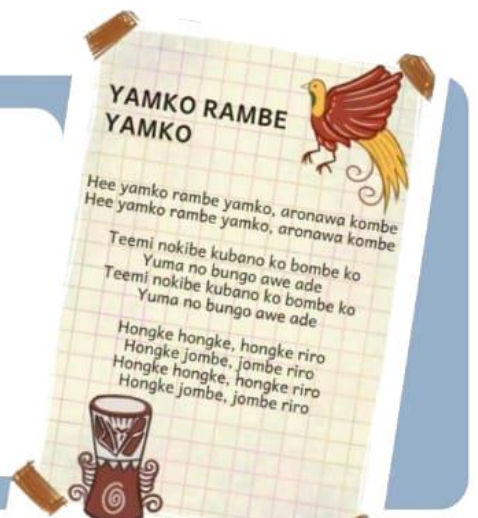 YAMKO RAMBE
YAMKO
Hee yamko rambe yamko, aronawa kombe
Hee yamko rambe yamko, aronawa kombe
Teemi nokibe kubano ko bombe ko
Yuma no bungo awe ade
Teemi nokibe kubano ko bombe ko
Yuma no bungo awe ade
Hongke hongke, hongke riro
Hongke jombe, jombe riro
Hongke hongke, hongke riro
Hongke jombe, jombe riro